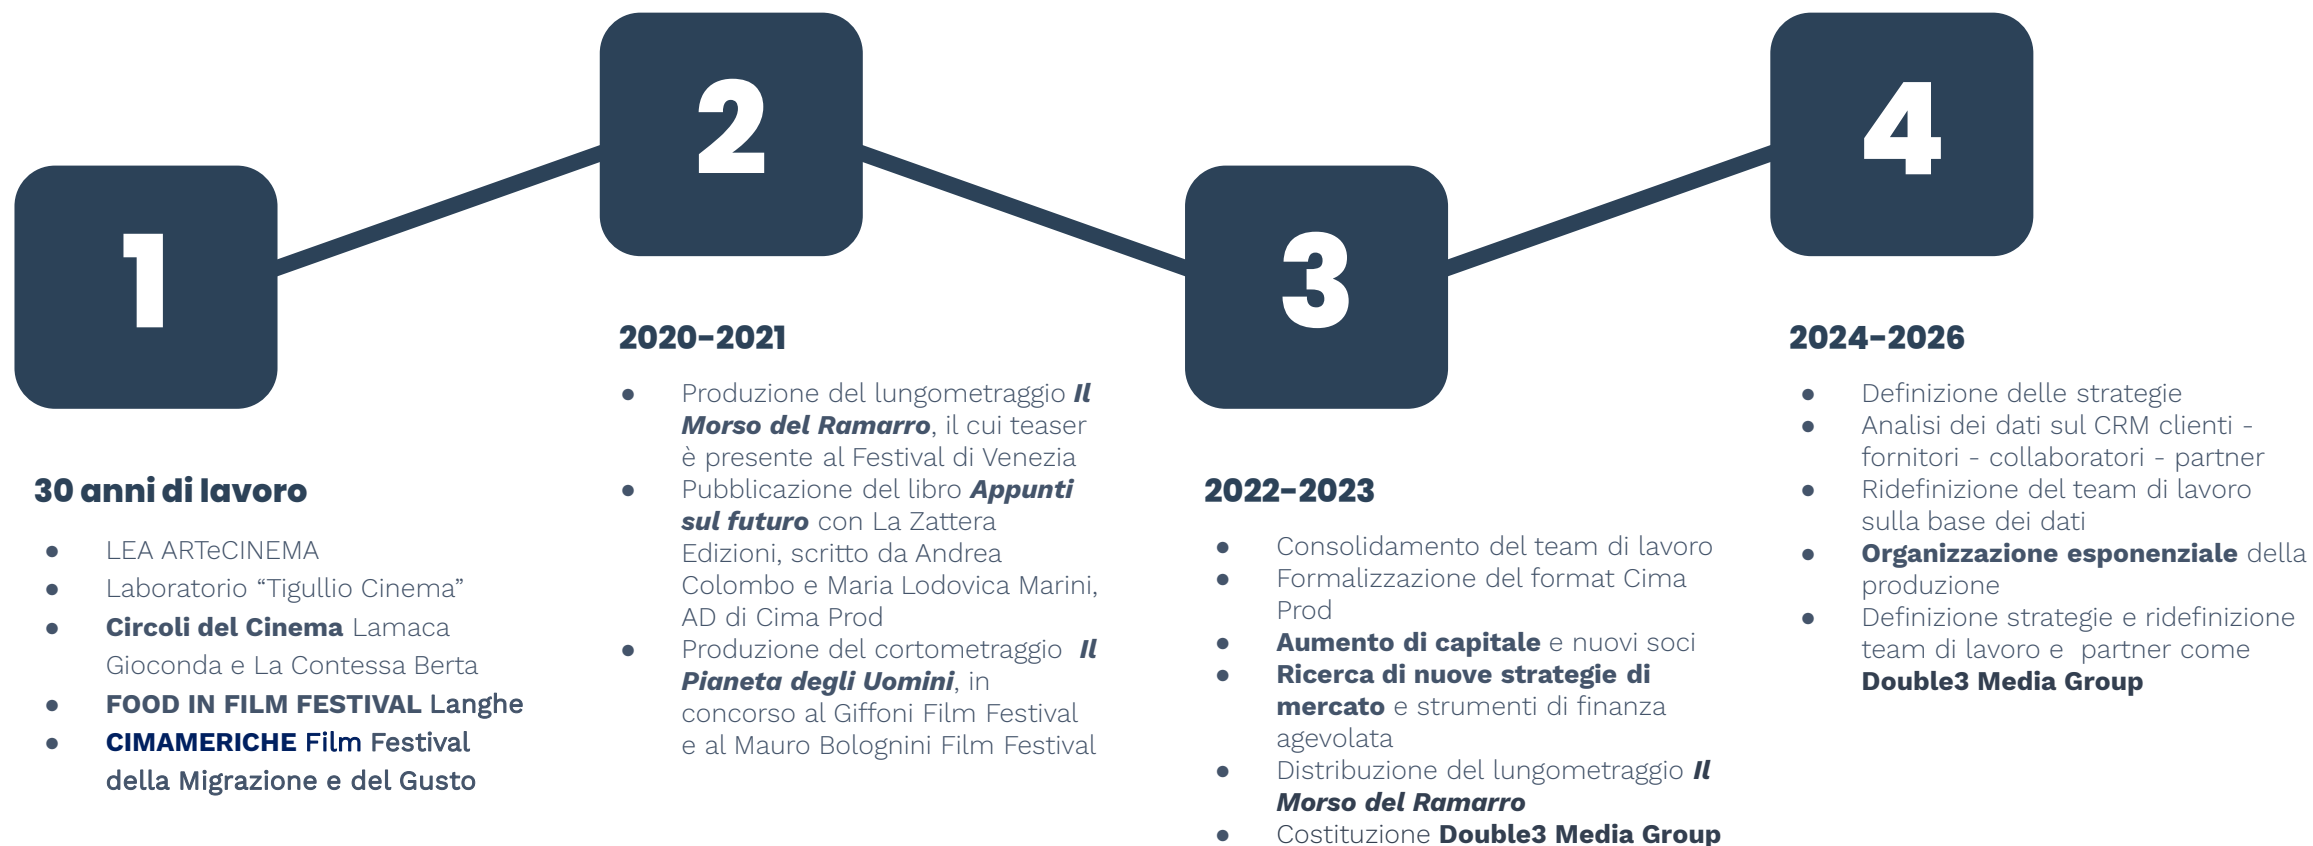 1
30 anni di lavoro
● LEA ARTeCINEMA
● Laboratorio “Tigullio Cinema”
● Circoli del Cinema Lamaca
Gioconda e La Contessa Berta
● FOOD IN FILM FESTIVAL Langhe
● CIMAMERICHE Film Festival
della Migrazione e del Gusto
2
2020-2021
● Produzione del lungometraggio Il
Morso del Ramarro, il cui teaser
è presente al Festival di Venezia
● Pubblicazione del libro Appunti
sul futuro con La Zattera
Edizioni, scritto da Andrea
Colombo e Maria Lodovica Marini,
AD di Cima Prod
● Produzione del cortometraggio Il
Pianeta degli Uomini, in
concorso al Giffoni Film Festival
e al Mauro Bolognini Film Festival
3
2022-2023
● Consolidamento del team di lavoro
● Formalizzazione del format Cima
Prod
● Aumento di capitale e nuovi soci
● Ricerca di nuove strategie di
mercato e strumenti di finanza
agevolata
● Distribuzione del lungometraggio Il
Morso del Ramarro
● Costituzione Double3 Media Group
4
2024-2026
● Definizione delle strategie
● Analisi dei dati sul CRM clienti -
fornitori - collaboratori - partner
● Ridefinizione del team di lavoro
sulla base dei dati
● Organizzazione esponenziale della
produzione
● Definizione strategie e ridefinizione
team di lavoro e partner come
Double3 Media Group